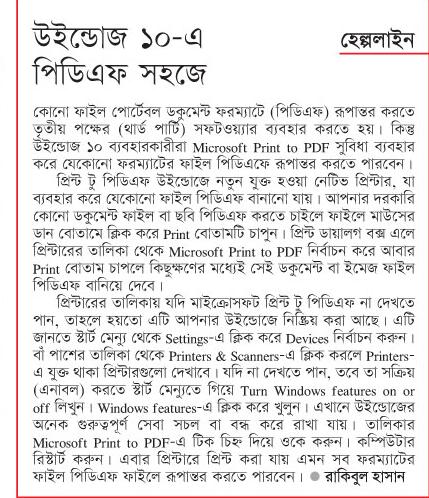 উইন্ডোজ ১০-এ
পিডিএফ সহজে
হেল্পলাইন
কোনো ফাইল পোর্টেবল ডকুমেন্ট ফরম্যাটে (পিডিএফ) রূপান্তর করতে
তৃতীয় পক্ষের (থার্ড পার্টি) সফটওয়্যার ব্যবহার করতে হয়। কিন্তু
উইন্ডোজ ১০ ব্যবহারকারীরা Microsoft Print to PDF সুবিধা ব্যবহার
করে যেকোনো ফরম্যাটের ফাইল পিডিএফে রূপান্তর করতে পারবেন।
প্রিন্ট টু পিডিএফ উইন্ডোজে নতুন যুক্ত হওয়া নেটিভ প্রিন্টার, যা
ব্যবহার করে যেকোনো ফাইল পিডিএফ বানানো যায়। আপনার দরকারি
কোনো ডকুমেন্ট ফাইল বা ছবি পিডিএফ করতে চাইলে ফাইলে মাউসের
ডান বোতামে ক্লিক করে Print বোতামটি চাপুন। প্রিন্ট ডায়ালগ বক্স এলে
প্রিন্টারের তালিকা থেকে Microsoft Print to PDF নির্বাচন করে আবার
Print বোতাম চাপলে কিছুক্ষণের মধ্যেই সেই ডকুমেন্ট বা ইমেজ ফাইল
পিডিএফ বানিয়ে দেবে।
প্রিন্টারের তালিকায় যদি মাইক্রোসফট প্রিন্ট টু পিডিএফ না দেখতে
পান, তাহলে হয়তো এটি আপনার উইন্ডোজে নিষ্ক্রিয় করা আছে। এটি
জানতে স্টার্ট মেন্যু থেকে Settings-এ ক্লিক করে Devices নির্বাচন করুন।
বাঁ পাশের তালিকা থেকে Printers & Scanners-এ ক্লিক করলে Printers-
এ যুক্ত থাকা প্রিন্টারগুলো দেখাবে। যদি না দেখতে পান, তবে তা সক্রিয়
(এনাবল) করতে স্টার্ট মেন্যুতে গিয়ে Turn Windows features on or
off লিখুন। Windows features-এ ক্লিক করে খুলুন। এখানে উইন্ডোজের
অনেক গুরুত্বপূর্ণ সেবা সচল বা বন্ধ করে রাখা যায়। তালিকার
Microsoft Print to PDF-এ টিক চিহ্ন দিয়ে ওকে করুন। কম্পিউটার
রিস্টার্ট করুন। এবার প্রিন্টারে প্রিন্ট করা যায় এমন সব ফরম্যাটের
ফাইল পিডিএফ ফাইলে রূপান্তর করতে পারবেন। ● রাকিবুল হাসান